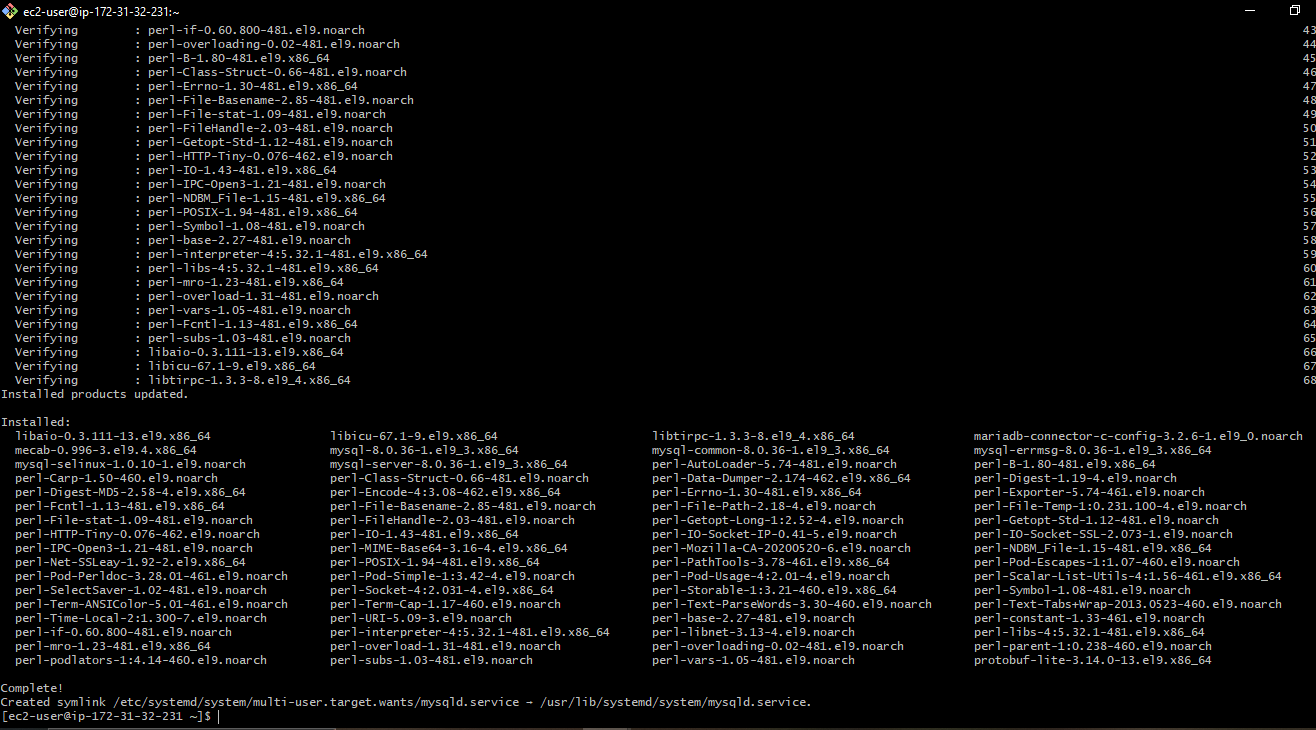 ec2-user@ip-172-31-32-231:~
Verifying : perl-if-0.60.800-481.el9.noarch 43
Verifying : perl-overloading-0.02-481.el9.noarch 44
Verifying : perl-B-1.80-481.el9.x86_64 45
Verifying : perl-Class-Struct-0.66-481.el9.noarch 46
Verifying : perl-Errno-1.30-481.el9.x86_64 47
Verifying : perl-File-Basename-2.85-481.el9.noarch 48
Verifying : perl-File-stat-1.09-481.el9.noarch 49
Verifying : perl-FileHandle-2.03-481.el9.noarch 50
Verifying : perl-Getopt-Std-1.12-481.el9.noarch 51
Verifying : perl-HTTP-Tiny-0.076-462.el9.noarch 52
Verifying : perl-IO-1.43-481.el9.x86_64 53
Verifying : perl-IPC-Open3-1.21-481.el9.noarch 54
Verifying : perl-NDBM_File-1.15-481.el9.x86_64 55
Verifying : perl-POSIX-1.94-481.el9.x86_64 56
Verifying : perl-Symbol-1.08-481.el9.noarch 57
Verifying : perl-base-2.27-481.el9.noarch 58
Verifying : perl-interpreter-4:5.32.1-481.el9.x86_64 59
Verifying : perl-libs-4:5.32.1-481.el9.x86_64 60
Verifying : perl-mro-1.23-481.el9.x86_64 61
Verifying : perl-overload-1.31-481.el9.noarch 62
Verifying : perl-vars-1.05-481.el9.noarch 63
Verifying : perl-Fcntl-1.13-481.el9.x86_64 64
Verifying : perl-subs-1.03-481.el9.noarch 65
Verifying : libaio-0.3.111-13.el9.x86_64 66
Verifying : libicu-67.1-9.el9.x86_64 67
Verifying : libtirpc-1.3.3-8.el9_4.x86_64 68
Installed products updated.
Installed:
libaio-0.3.111-13.el9.x86_64 libicu-67.1-9.el9.x86_64 libtirpc-1.3.3-8.el9_4.x86_64 mariadb-connector-c-config-3.2.6-1.el9_0.noarch
mecab-0.996-3.el9.4.x86_64 mysql-8.0.36-1.el9_3.x86_64 mysql-common-8.0.36-1.el9_3.x86_64 mysql-errmsg-8.0.36-1.el9_3.x86_64
mysql-selinux-1.0.10-1.el9.noarch mysql-server-8.0.36-1.el9_3.x86_64 perl-AutoLoader-5.74-481.el9.noarch perl-B-1.80-481.el9.x86_64
perl-Carp-1.50-460.el9.noarch perl-Class-Struct-0.66-481.el9.noarch perl-Data-Dumper-2.174-462.el9.x86_64 perl-Digest-1.19-4.el9.noarch
perl-Digest-MD5-2.58-4.el9.x86_64 perl-Encode-4:3.08-462.el9.x86_64 perl-Errno-1.30-481.el9.x86_64 perl-Exporter-5.74-461.el9.noarch
perl-Fcntl-1.13-481.el9.x86_64 perl-File-Basename-2.85-481.el9.noarch perl-File-Path-2.18-4.el9.noarch perl-File-Temp-1:0.231.100-4.el9.noarch
perl-File-stat-1.09-481.el9.noarch perl-FileHandle-2.03-481.el9.noarch perl-Getopt-Long-1:2.52-4.el9.noarch perl-Getopt-Std-1.12-481.el9.noarch
perl-HTTP-Tiny-0.076-462.el9.noarch perl-IO-1.43-481.el9.x86_64 perl-IO-Socket-IP-0.41-5.el9.noarch perl-IO-Socket-SSL-2.073-1.el9.noarch
perl-IPC-Open3-1.21-481.el9.noarch perl-MIME-Base64-3.16-4.el9.x86_64 perl-Mozilla-CA-20200520-6.el9.noarch perl-NDBM_File-1.15-481.el9.x86_64
perl-Net-SSLeay-1.92-2.el9.x86_64 perl-POSIX-1.94-481.el9.x86_64 perl-PathTools-3.78-461.el9.x86_64 perl-Pod-Escapes-1:1.07-460.el9.noarch
perl-Pod-Perldoc-3.28.01-461.el9.noarch perl-Pod-Simple-1:3.42-4.el9.noarch perl-Pod-Usage-4:2.01-4.el9.noarch perl-Scalar-List-Utils-4:1.56-461.el9.x86_64
perl-SelectSaver-1.02-481.el9.noarch perl-Socket-4:2.031-4.el9.x86_64 perl-Storable-1:3.21-460.el9.x86_64 perl-Symbol-1.08-481.el9.noarch
perl-Term-ANSIColor-5.01-461.el9.noarch perl-Term-Cap-1.17-460.el9.noarch perl-Text-ParseWords-3.30-460.el9.noarch perl-Text-Tabs+Wrap-2013.0523-460.el9.noarch
perl-Time-Local-2:1.300-7.el9.noarch perl-URI-5.09-3.el9.noarch perl-base-2.27-481.el9.noarch perl-constant-1.33-461.el9.noarch
perl-if-0.60.800-481.el9.noarch perl-interpreter-4:5.32.1-481.el9.x86_64 perl-libnet-3.13-4.el9.noarch perl-libs-4:5.32.1-481.el9.x86_64
perl-mro-1.23-481.el9.x86_64 perl-overload-1.31-481.el9.noarch perl-overloading-0.02-481.el9.noarch perl-parent-1:0.238-460.el9.noarch
perl-podlators-1:4.14-460.el9.noarch perl-subs-1.03-481.el9.noarch perl-vars-1.05-481.el9.noarch protobuf-lite-3.14.0-13.el9.x86_64
Complete!
Created symlink /etc/systemd/system/multi-user.target.wants/mysqld.service → /usr/lib/systemd/system/mysqld.service.
[ec2-user@ip-172-31-32-231 ~]$